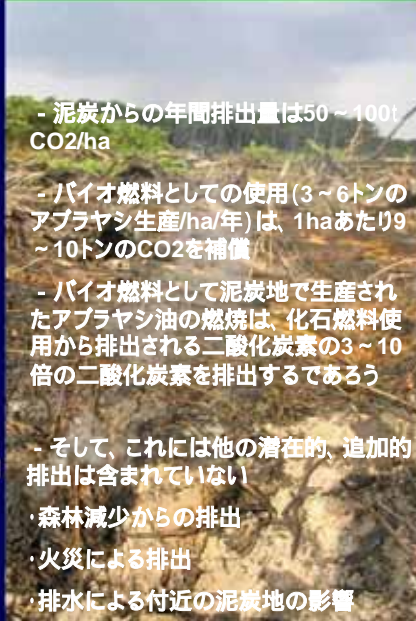 - 泥炭からの年間排出量は50~100t
CO2/ha
- バイオ燃料としての使用(3~6トンの
アブラヤシ生産/ha/年)は、1haあたり9
~10トンのCO2を補償
- バイオ燃料として泥炭地で生産され
たアブラヤシ油の燃焼は、化石燃料使
用から排出される二酸化炭素の3~10
倍の二酸化炭素を排出するであろう
- そして、これには他の潜在的、追加的
排出は含まれていない
・森林減少からの排出
・火災による排出
・排水による付近の泥炭地の影響